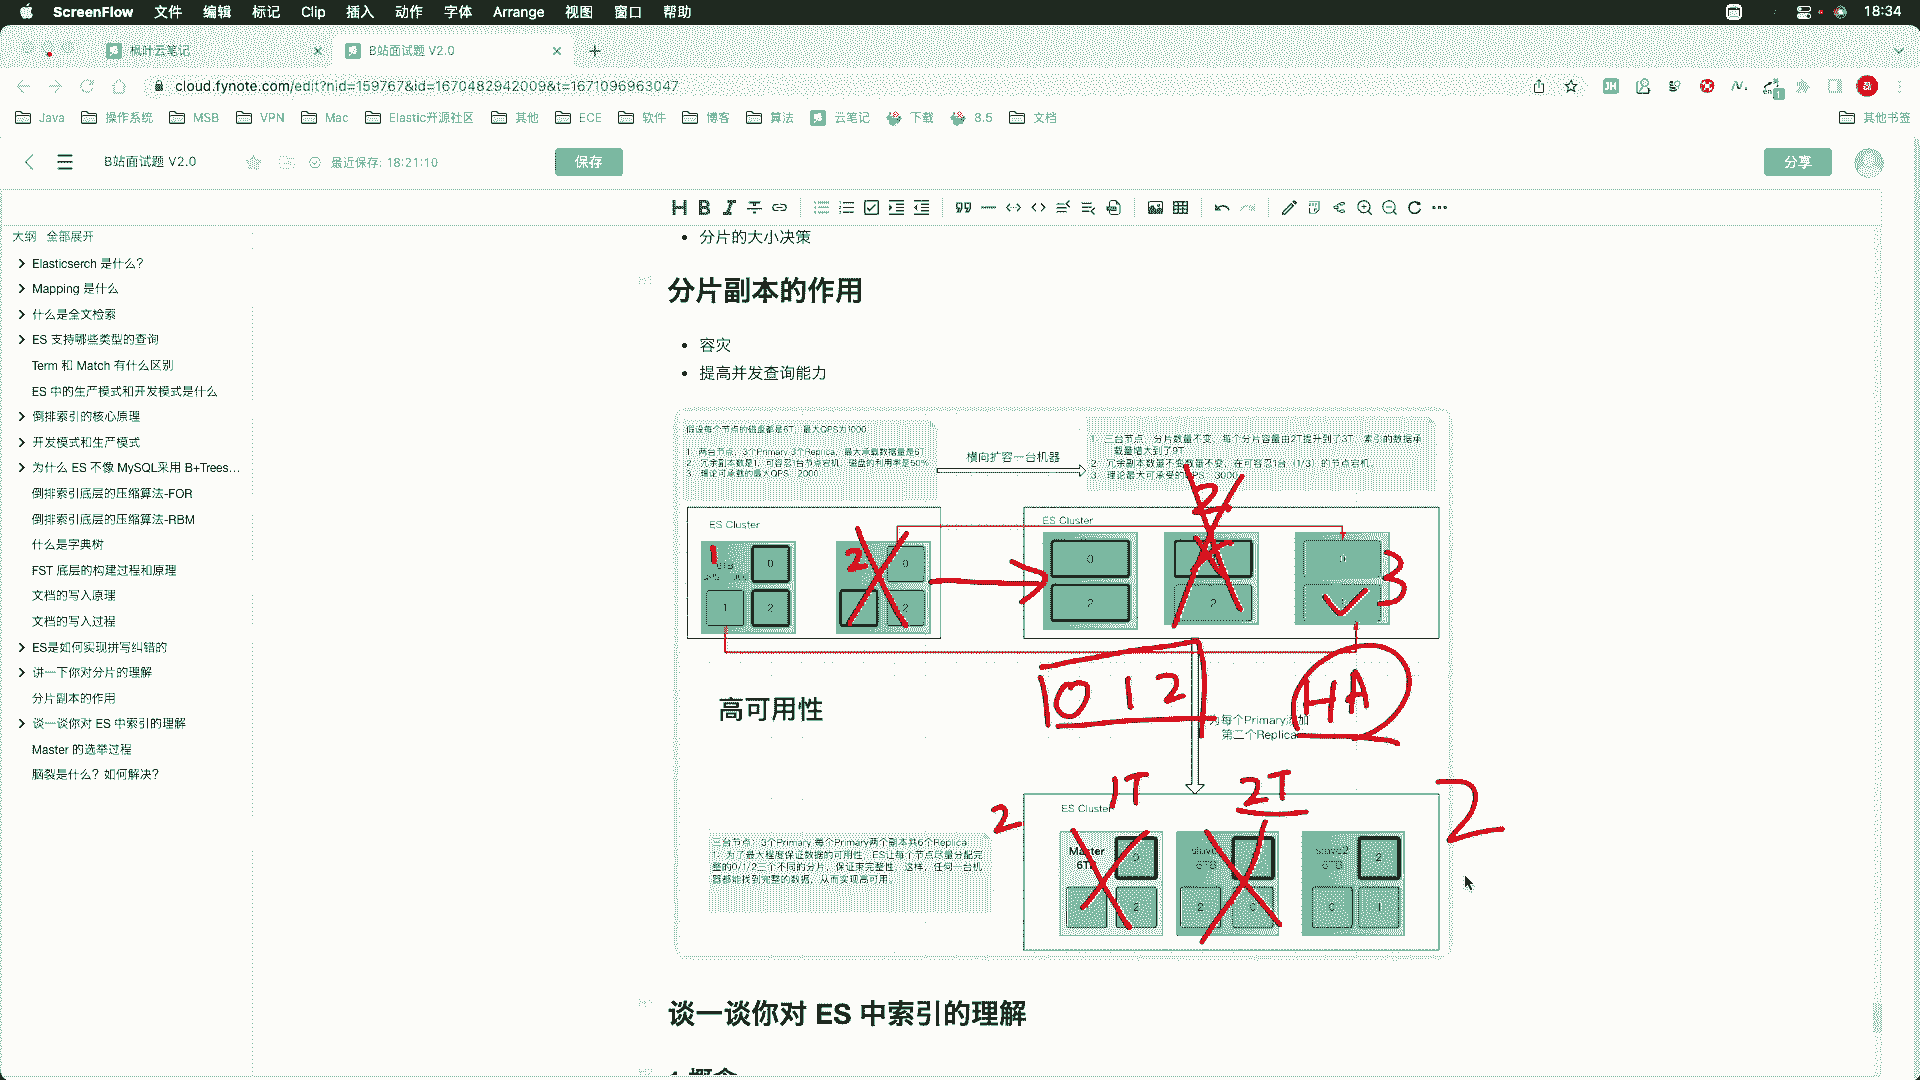 ScreenFlow 文件 编辑 标记 Clip 插入 动作 字体 Arrange 视图 窗口 帮助 18:34
枫叶云笔记 B站面试题 V2.0
cloud.fynote.com/edit?nid=159767&id=1670482942009&t=1671096963047
Java 操作系统 MSB VPN Mac Elastic开源社区 其他 ECE 软件 博客 算法 云笔记 下载 8.5 文档 其他书签
B站面试题 V2.0 最近保存: 18:21:10 保存 分享
大纲 全部展开
Elasticserch 是什么?
Mapping 是什么
什么是全文检索
ES 支持哪些类型的查询
Term 和 Match 有什么区别
ES 中的生产模式和开发模式是什么
倒排索引的核心原理
开发模式和生产模式
为什么 ES 不像 MySQL采用 B+Trees...
倒排索引底层的压缩算法-FOR
倒排索引底层的压缩算法-RBM
什么是字典树
FST 底层的构建过程和原理
文档的写入原理
文档的写入过程
ES是如何实现拼写纠错的
讲一下你对分片的理解
分片副本的作用
谈一谈你对 ES 中索引的理解
Master 的选举过程
脑裂是什么？如何解决?
分片的大小决策
分片副本的作用
容灾
提高并发查询能力
假设每个节点的磁盘都是6T，最大QPS为1000.
1. 两台节点，3个Primary 3个Replica，最大承载数据量是6T
2. 冗余副本数是1，可容忍1台节点宕机，磁盘的利用率是50%
3. 理论可承载的最大QPS：2000
横向扩容一台机器
1. 三台节点，分片数量不变，每个分片容量由2T提升到了3T，索引的数据承
载量增大到了9T
2. 冗余副本数量不变数量不变，在可容忍1台（1/3）的节点宕机，
3. 理论最大可承受的QPS：3000
2
ES Cluster
1 0
1 2
2 0
2
ES Cluster
0
2
2
0
3
0 1 2
HA
高可用性
为每个Primary添加
第二个Replica
1T 2T
2 2
ES Cluster
Master
6TB
0
2
slave
6TB
2 0
slave2
6TB
2
0 1
三台节点：3个Primary 每个Primary两个副本共6个Replica
1. 为了最大程度保证数据的可用性，ES让每个节点尽量分配完
整的0/1/2三个不同的分片，保证束完整性，这样，任何一台机
器都能找到完整的数据，从而实现高可用。
谈一谈你对 ES 中索引的理解